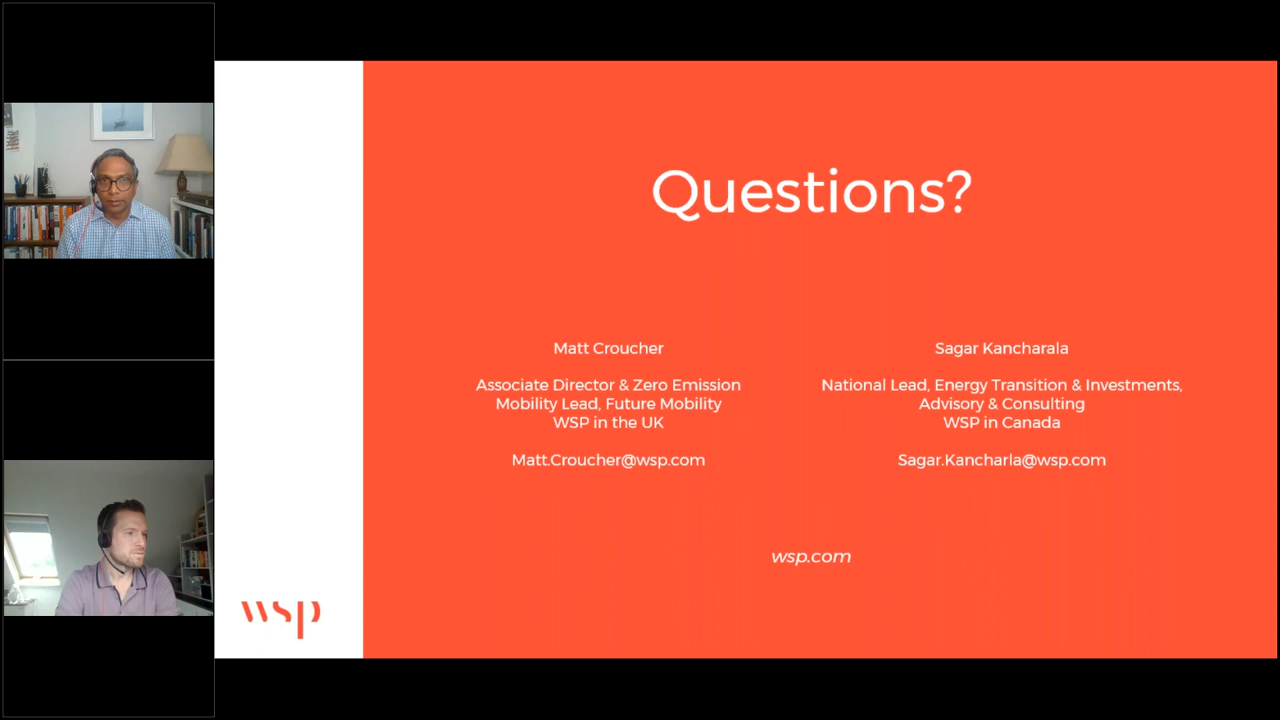 Questions?
Matt Croucher
Associate Director & Zero Emission
Mobility Lead, Future Mobility
WSP in the UK
Matt.Croucher@wsp.com
Sagar Kancharala
National Lead, Energy Transition & Investments,
Advisory & Consulting
WSP in Canada
Sagar.Kancharla@wsp.com
wsp.com
wsp